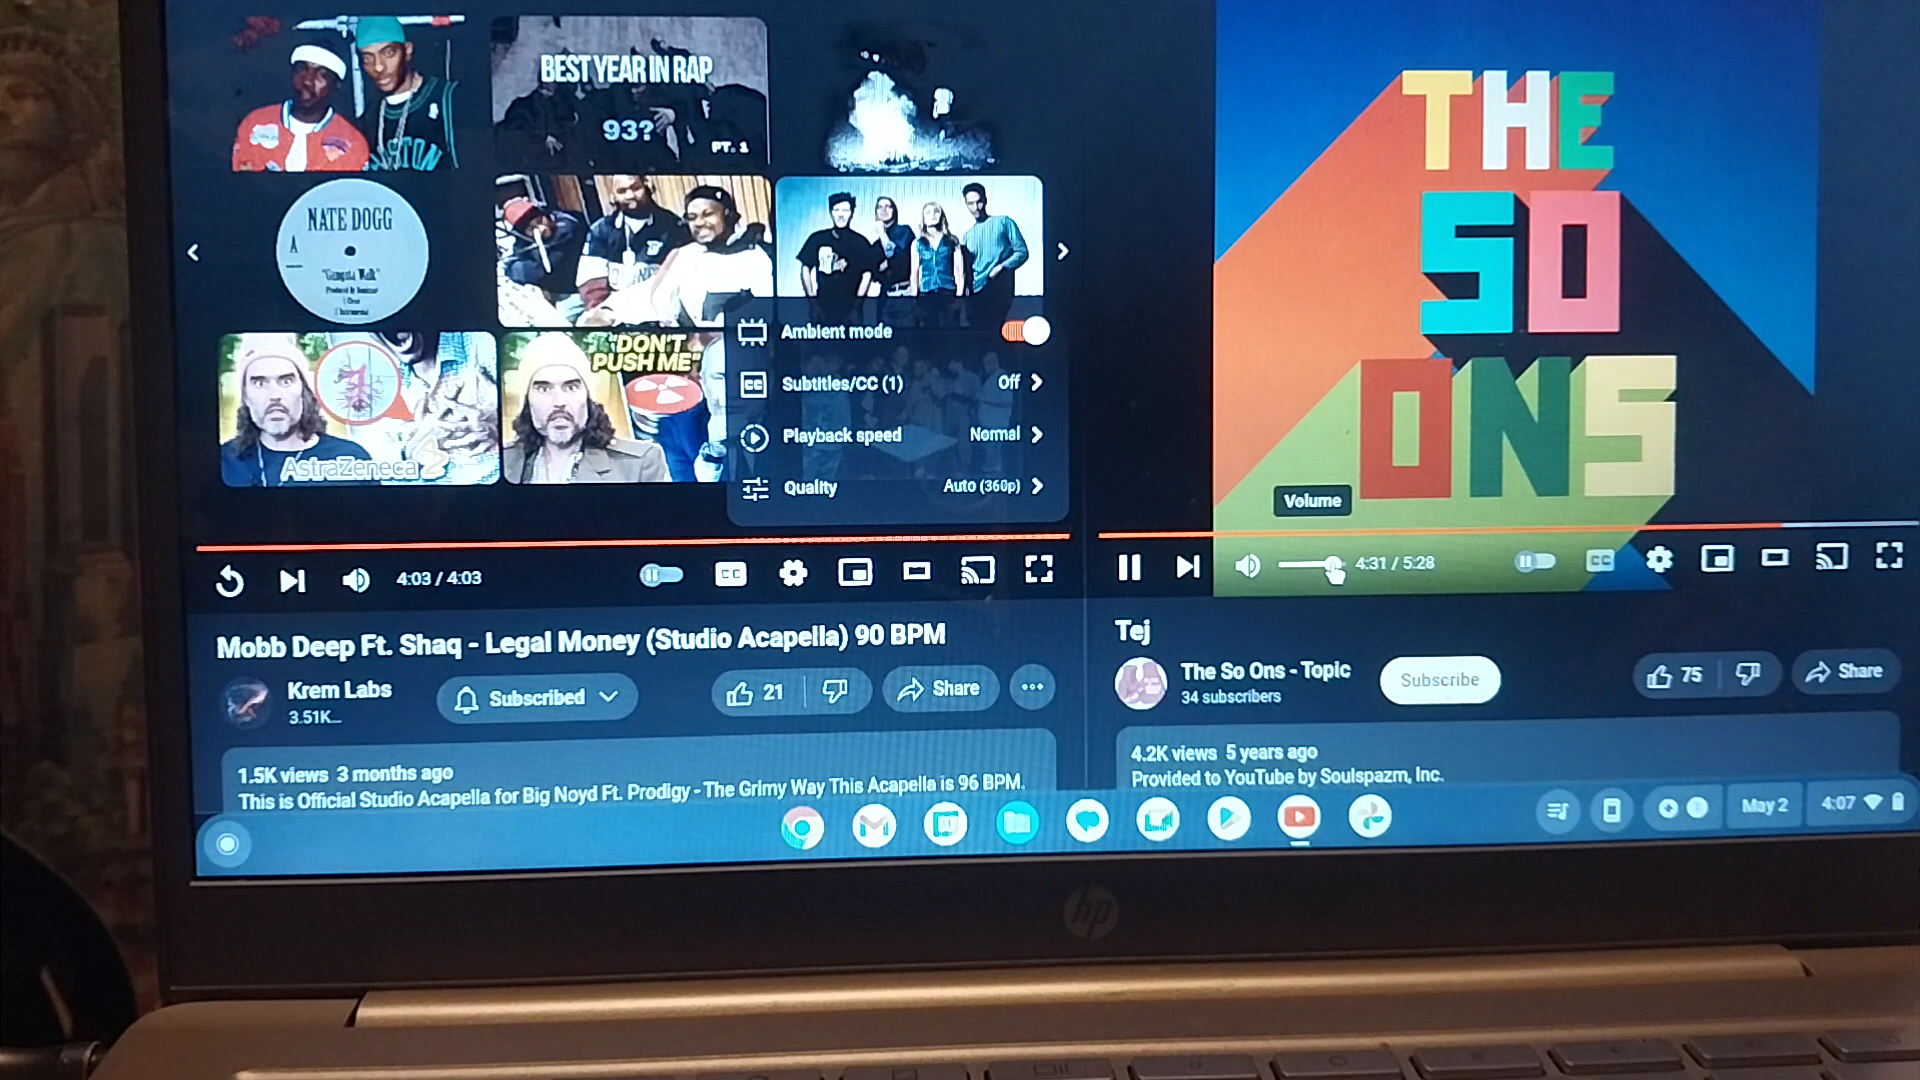 BEST YEAR IN RAP
93?
PT. 1
NATE DOGG
A
"Gangsta Walk"
"DON'T
PUSH ME"
AstraZeneca
Ambient mode
Subtitles/CC (1) Off
Playback speed Normal
Quality Auto (360p)
4:03 / 4:03
CC
Mobb Deep Ft. Shaq - Legal Money (Studio Acapella) 90 BPM
Krem Labs
3.51K...
Subscribed
21
Share
1.5K views 3 months ago
This is Official Studio Acapella for Big Noyd Ft. Prodigy - The Grimy Way This Acapella is 96 BPM.
THE
SO
ONS
Volume
4:31 / 5:28
CC
Tej
The So Ons - Topic
34 subscribers
Subscribe
75
Share
4.2K views 5 years ago
Provided to YouTube by Soulspazm, Inc.
May 2
4:07
hp